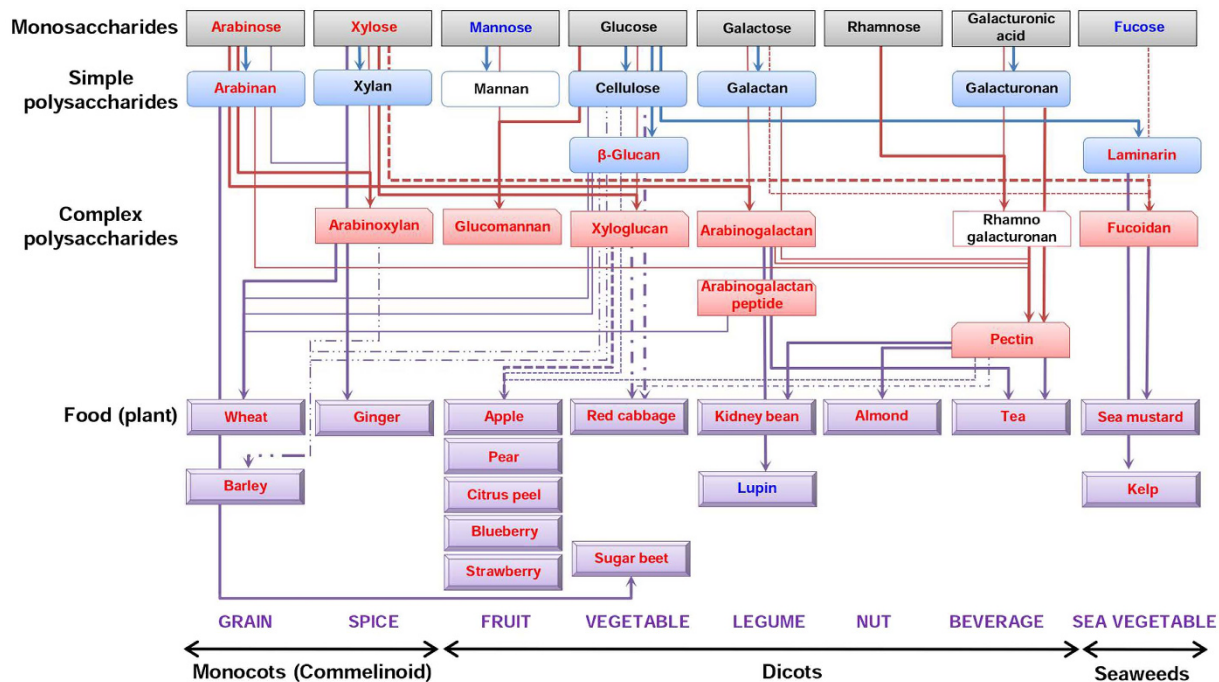 Monosaccharides
Arabinose
Xylose
Mannose
Glucose
Galactose
Rhamnose
Galacturonic
acid
Fucose
Simple
polysaccharides
Arabinan
Xylan
Mannan
Cellulose
Galactan
Galacturonan
β-Glucan
Laminarin
Complex
polysaccharides
Arabinoxylan
Glucomannan
Xyloglucan
Arabinogalactan
Rhamno
galacturonan
Fucoidan
Arabinogalactan
peptide
Pectin
Food (plant)
Wheat
Ginger
Apple
Red cabbage
Kidney bean
Almond
Tea
Sea mustard
Barley
Pear
Lupin
Kelp
Citrus peel
Blueberry
Strawberry
Sugar beet
GRAIN
SPICE
FRUIT
VEGETABLE
LEGUME
NUT
BEVERAGE
SEA VEGETABLE
Monocots (Commelinoid)
Dicots
Seaweeds